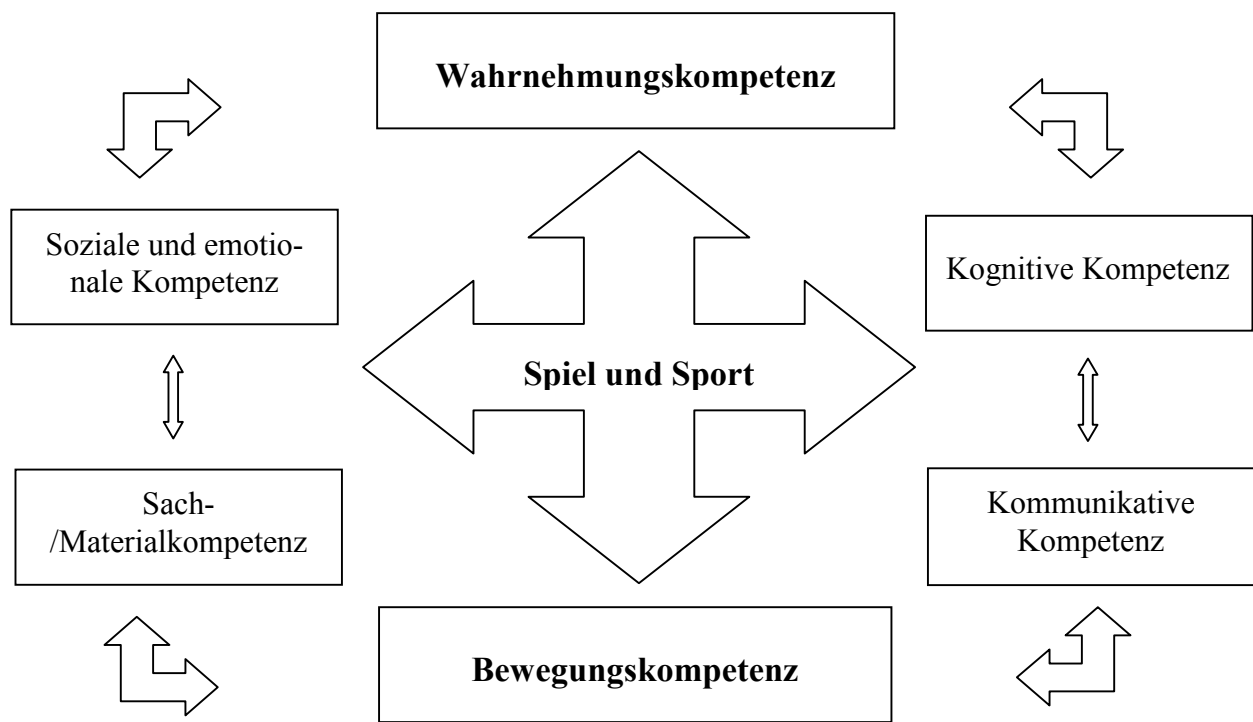 Wahrnehmungskompetenz
Soziale und emotio-
nale Kompetenz
Kognitive Kompetenz
Spiel und Sport
Sach-
/Materialkompetenz
Kommunikative
Kompetenz
Bewegungskompetenz